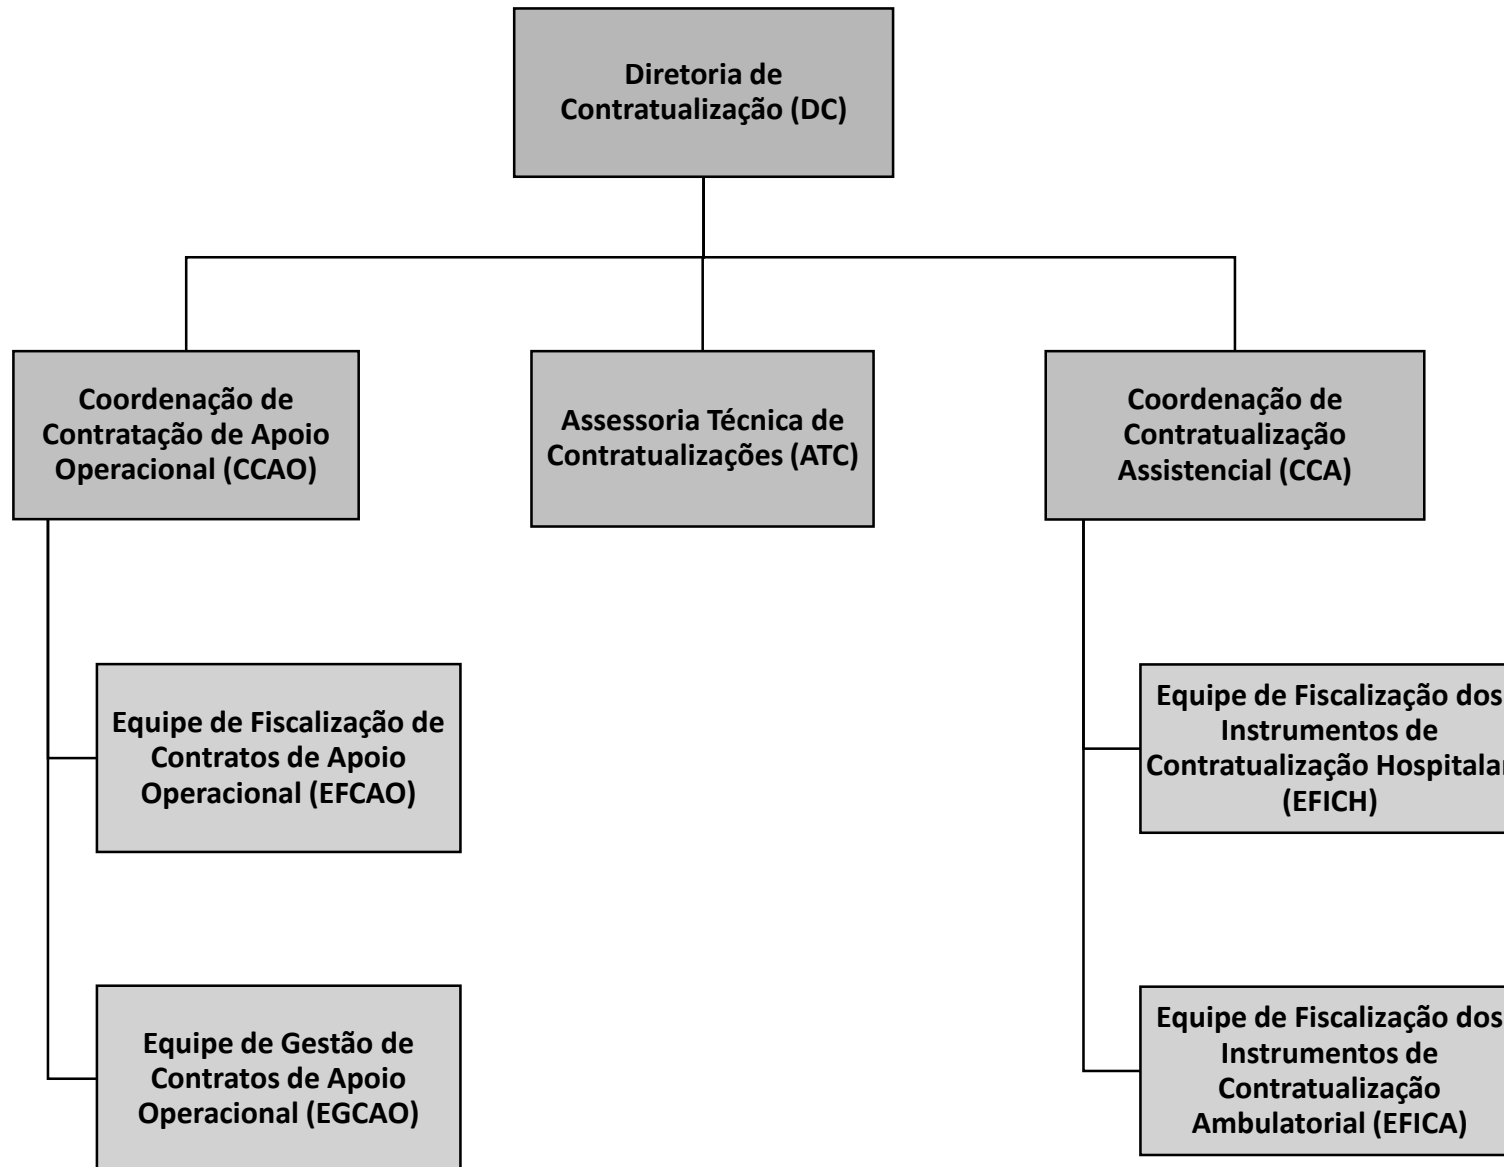 Diretoria de
Contratualização (DC)
Coordenação de
Contratação de Apoio
Operacional (CCAO)
Assessoria Técnica de
Contratualizações (ATC)
Coordenação de
Contratualização
Assistencial (CCA)
Equipe de Fiscalização de
Contratos de Apoio
Operacional (EFCAO)
Equipe de Fiscalização dos
Instrumentos de
Contratualização Hospitalar
(EFICH)
Equipe de Gestão de
Contratos de Apoio
Operacional (EGCAO)
Equipe de Fiscalização dos
Instrumentos de
Contratualização
Ambulatorial (EFICA)